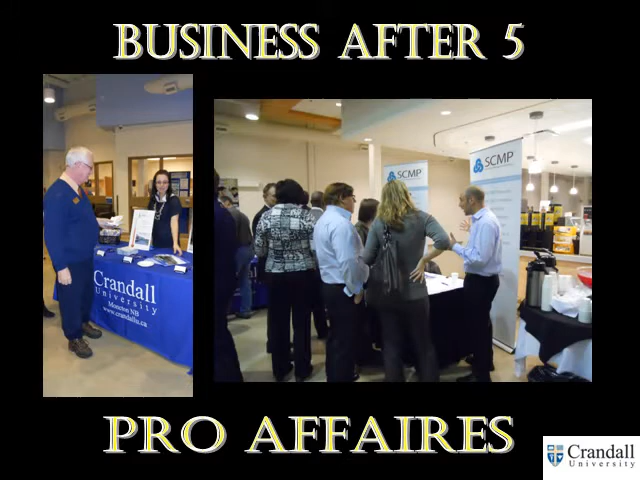 BUSINESS AFTER 5
SCMP
SCMP
Crandall
University
Moncton NB
www.crandallu.ca
PRO AFFAIRES
Crandall
University